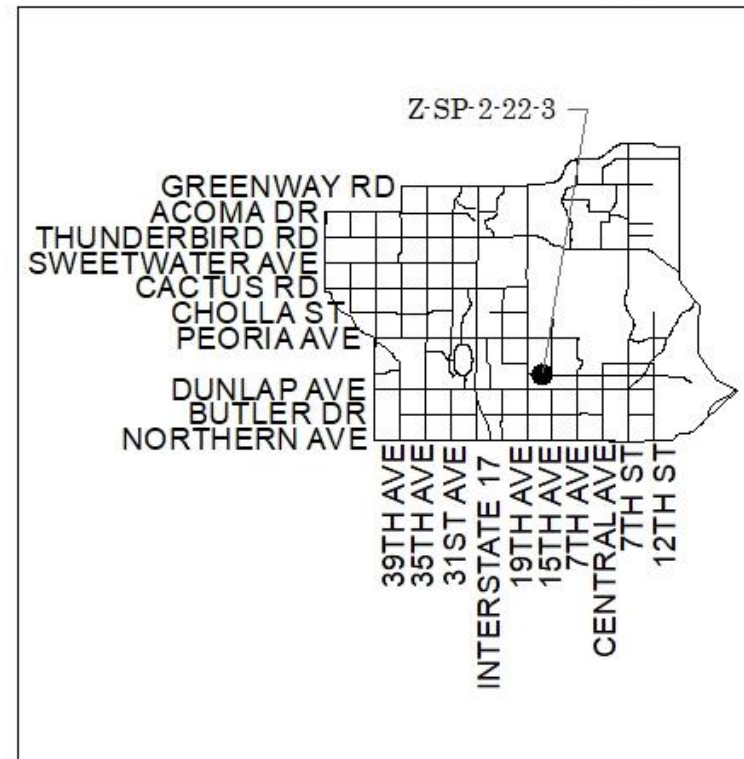 Z-SP-2-22-3
GREENWAY RD
ACOMA DR
THUNDERBIRD RD
SWEETWATER AVE
CACTUS RD
CHOLLA ST
PEORIA AVE
DUNLAP AVE
BUTLER DR
NORTHERN AVE
39TH AVE
35TH AVE
31ST AVE
INTERSTATE 17
19TH AVE
15TH AVE
7TH AVE
CENTRAL AVE
7TH ST
12TH ST